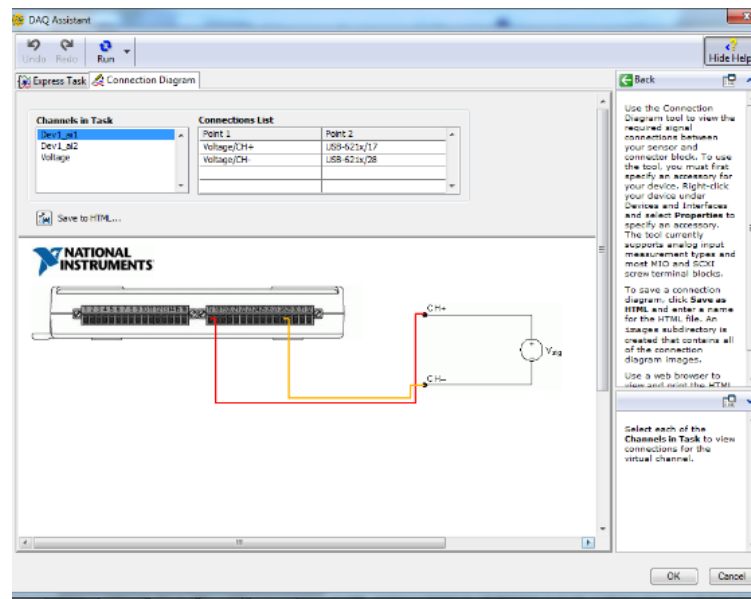 DAQ Assistant
Undo Redo Run
Hide Help
Express Task Connection Diagram
Channels in Task
Dev1_ai1
Dev1_ai2
Voltage
Connections List
Point 1 Point 2
Voltage/CH+ USB-621x/17
Voltage/CH- USB-621x/28
Save to HTML...
NATIONAL
INSTRUMENTS
CH+
Vsig
CH-
Back
Use the Connection
Diagram tool to view the
required signal
connections between
your sensor and
connector block. To use
the tool, you must first
specify an accessory for
your device. Right-click
your device under
Devices and Interfaces
and select Properties to
specify an accessory.
The tool currently
supports analog input
measurement types and
most MIO and SCXI
screw terminal blocks.
To save a connection
diagram, click Save as
HTML and enter a name
for the HTML file. An
images subdirectory is
created that contains all
of the connection
diagram images.
Use a web browser to
view and print the HTML
Select each of the
Channels in Task to view
connections for the
virtual channel.
OK Cancel